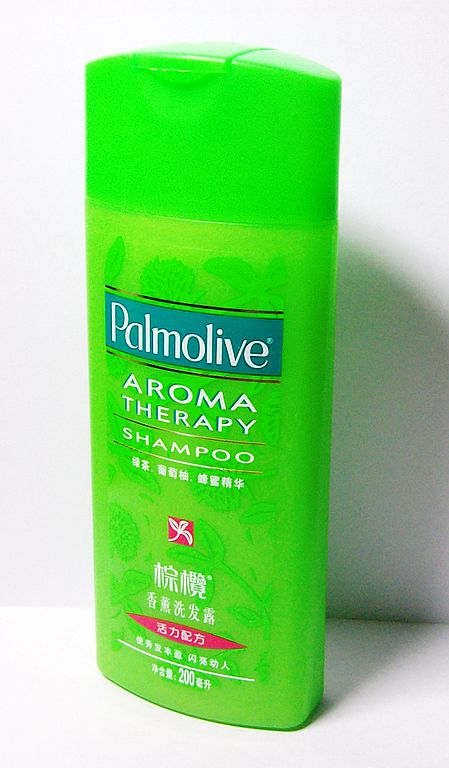 Palmolive®
AROMA
THERAPY
SHAMPOO
绿茶, 葡萄柚, 蜂蜜精华
棕榄®
香薰洗发露
活力配方
使秀发丰盈 闪亮动人
净含量: 200毫升